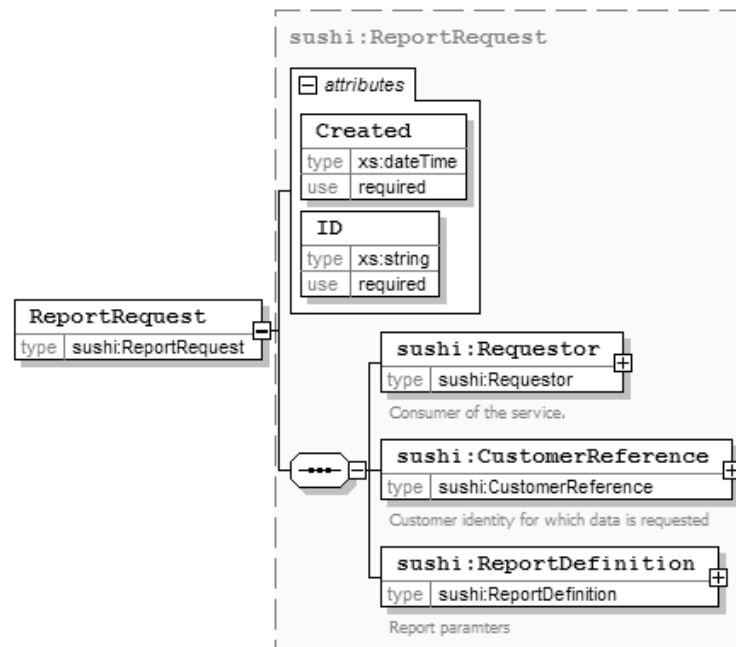 sushi:ReportRequest
attributes
Created
type xs:dateTime
use required
ID
type xs:string
use required
ReportRequest
type sushi:ReportRequest
sushi:Requestor
type sushi:Requestor
Consumer of the service.
sushi:CustomerReference
type sushi:CustomerReference
Customer identity for which data is requested
sushi:ReportDefinition
type sushi:ReportDefinition
Report paramters